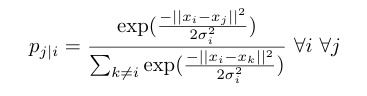 $p_{j|i} = \frac{\exp(\frac{-||x_i - x_j||^2}{2\sigma_i^2})}{\sum_{k \neq i} \exp(\frac{-||x_i - x_k||^2}{2\sigma_i^2})} \; \forall i \; \forall j$